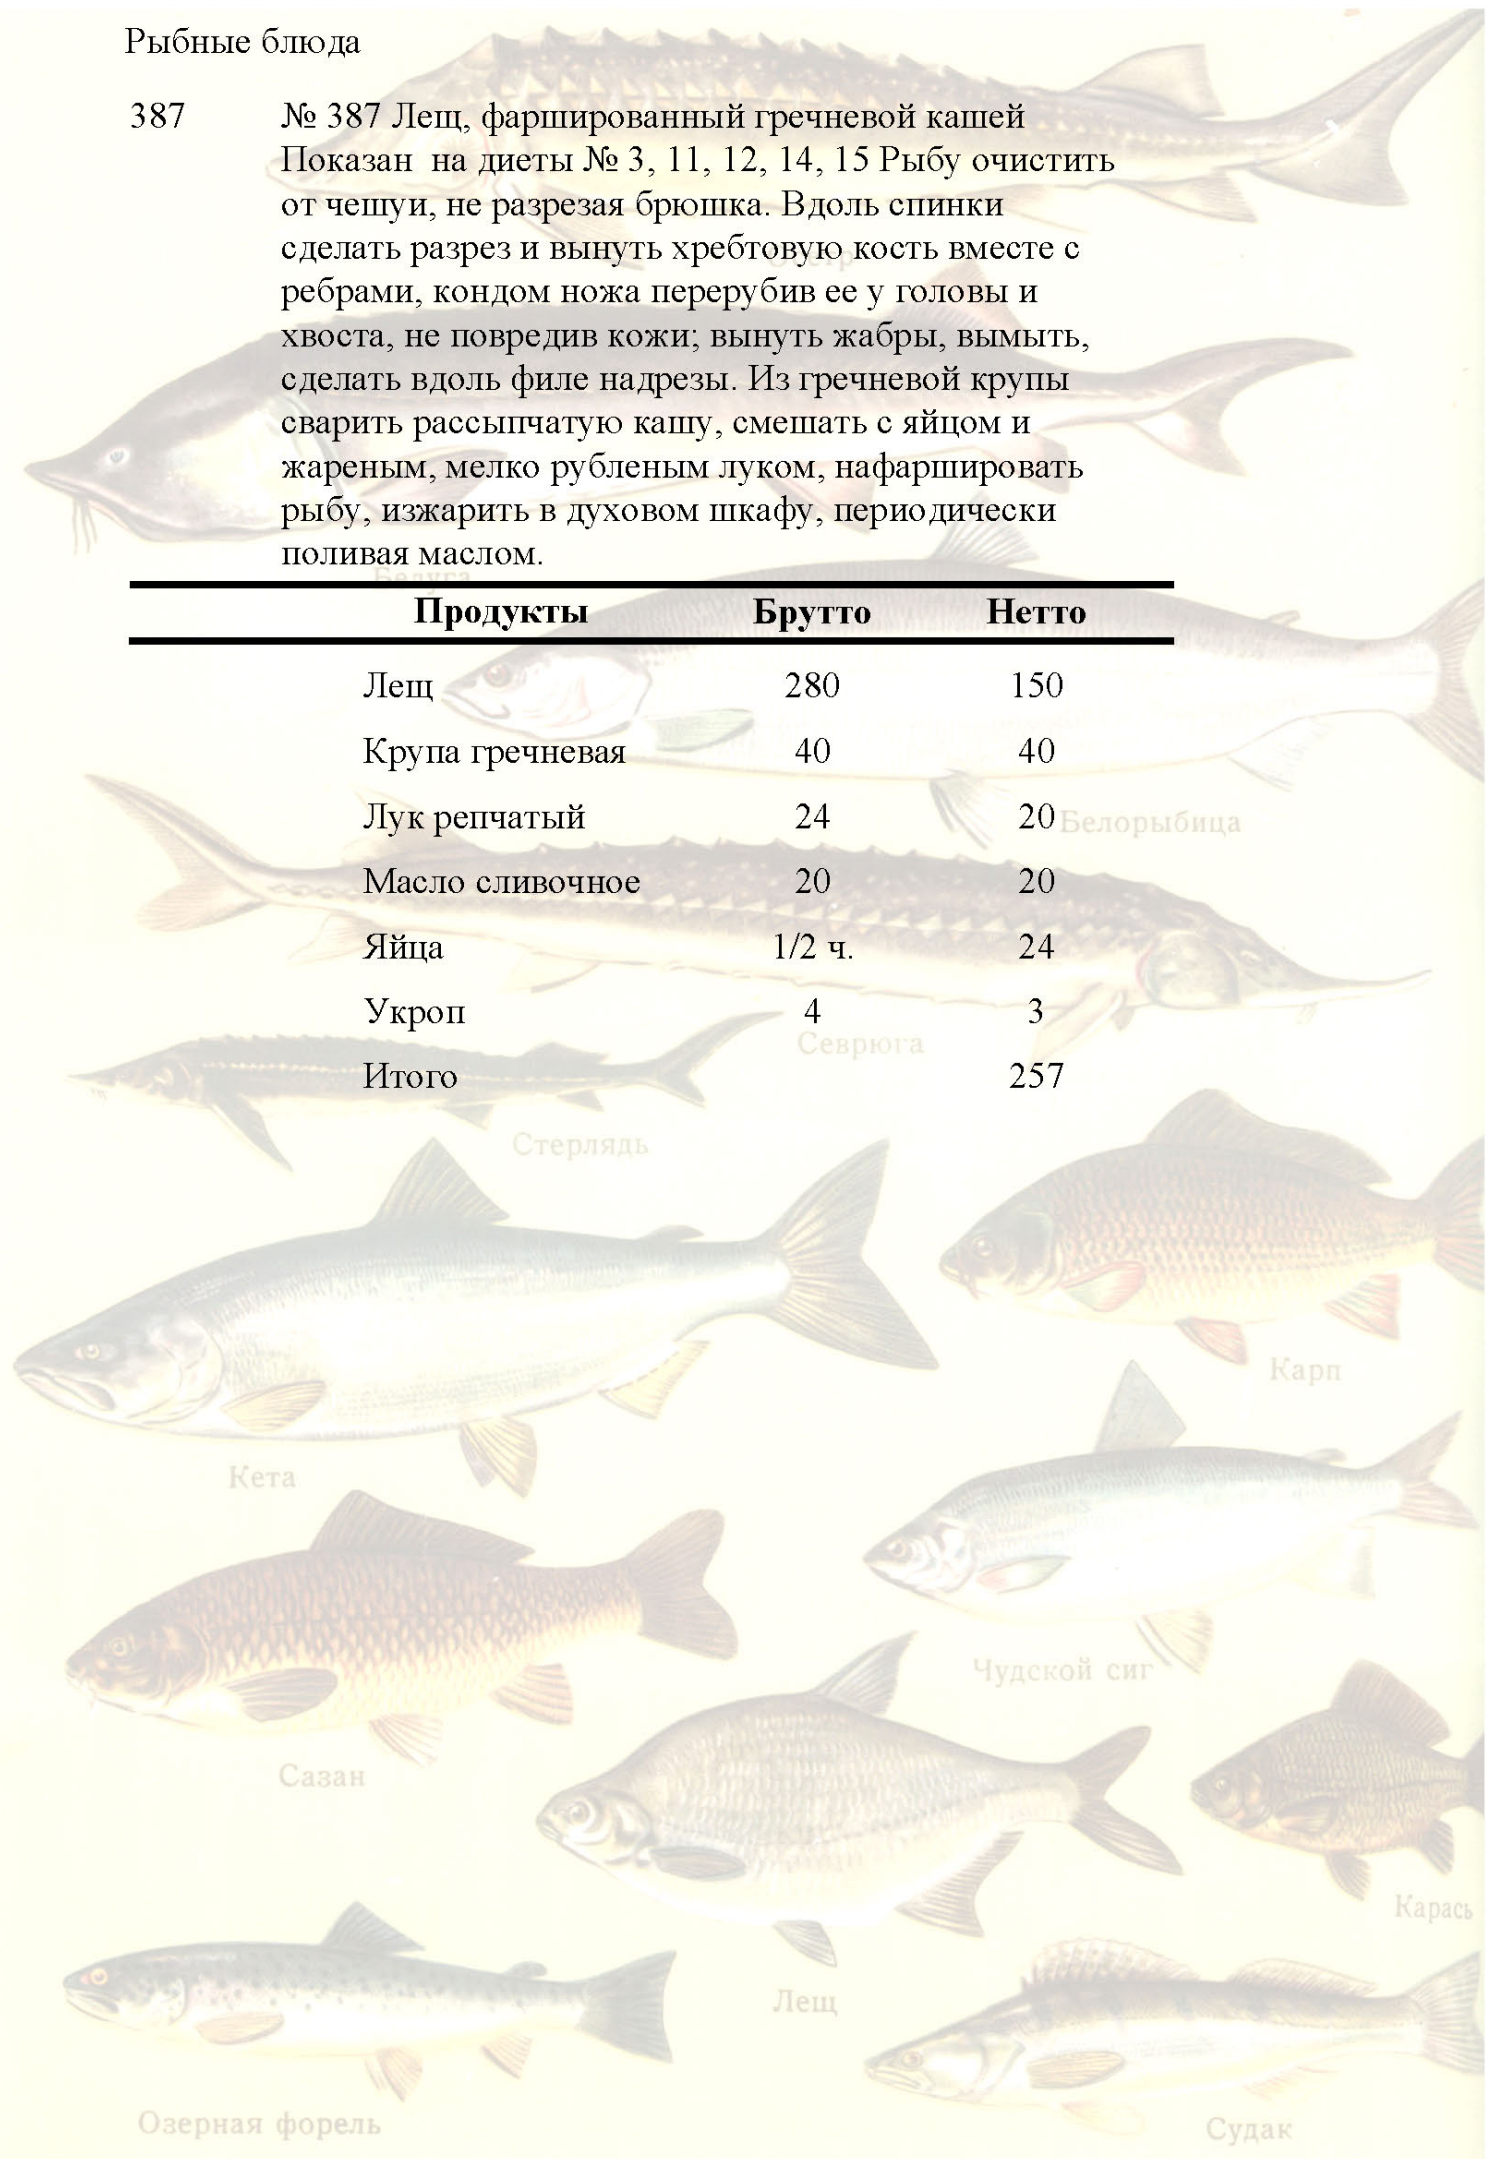 Рыбные блюда
387 № 387 Лещ, фаршированный гречневой кашей
Показан на диеты № 3, 11, 12, 14, 15 Рыбу очистить
от чешуи, не разрезая брюшка. Вдоль спинки
сделать разрез и вынуть хребтовую кость вместе с
ребрами, кондом ножа перерубив ее у головы и
хвоста, не повредив кожи; вынуть жабры, вымыть,
сделать вдоль филе надрезы. Из гречневой крупы
сварить рассыпчатую кашу, смешать с яйцом и
жареным, мелко рубленым луком, нафаршировать
рыбу, изжарить в духовом шкафу, периодически
поливая маслом.
Белуга
Продукты Брутто Нетто
Лещ 280 150
Крупа гречневая 40 40
Лук репчатый 24 20
Белорыбица
Масло сливочное 20 20
Яйца 1/2 ч. 24
Укроп 4 3
Севрюга
Итого 257
Стерлядь
Карп
Кета
Чудской сиг
Сазан
Карась
Лещ
Озерная форель
Судак